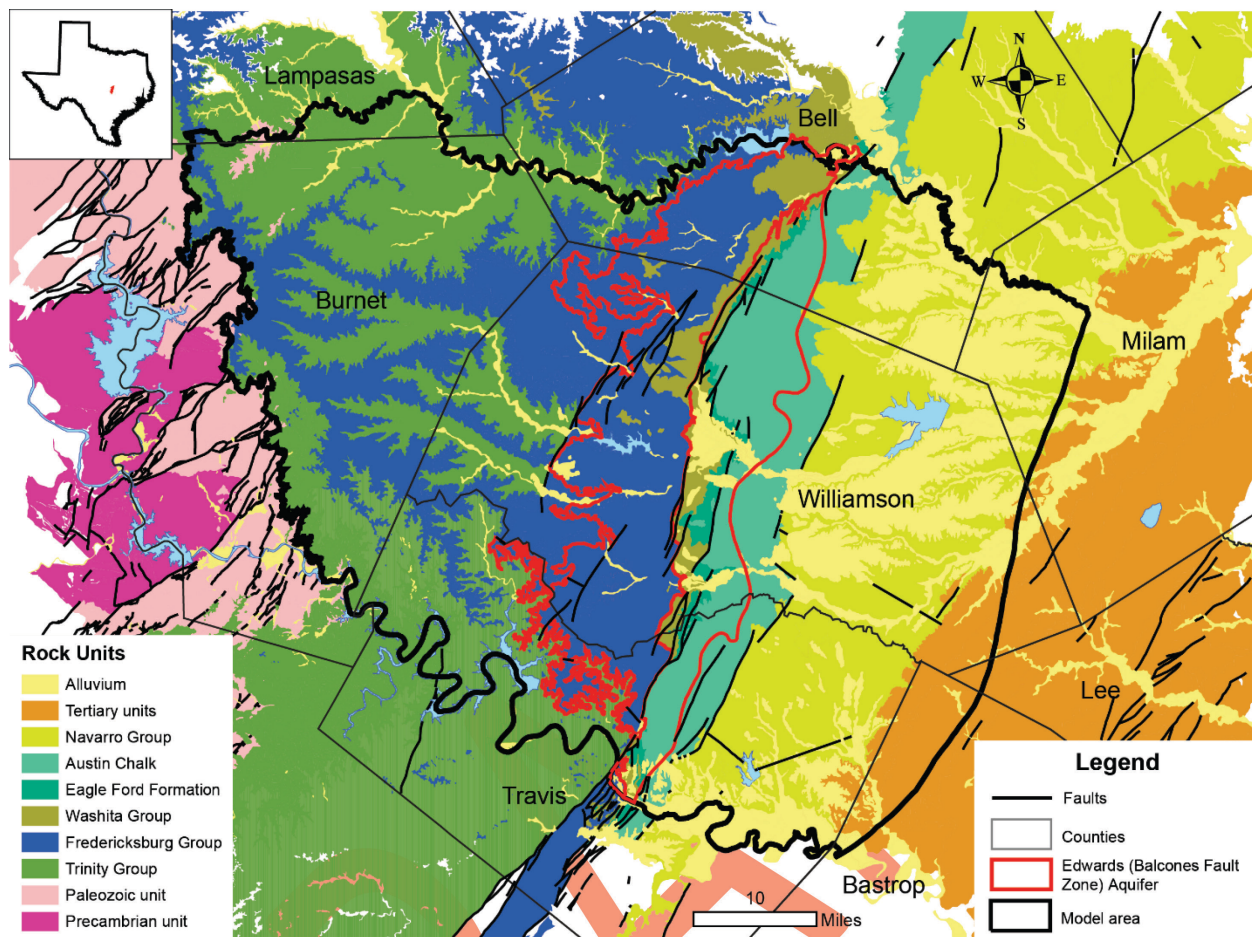 Lampasas
Bell
N
W E
S
Burnet
Milam
Williamson
Lee
Travis
Bastrop
10
Miles
Rock Units
Alluvium
Tertiary units
Navarro Group
Austin Chalk
Eagle Ford Formation
Washita Group
Fredericksburg Group
Trinity Group
Paleozoic unit
Precambrian unit
Legend
Faults
Counties
Edwards (Balcones Fault
Zone) Aquifer
Model area